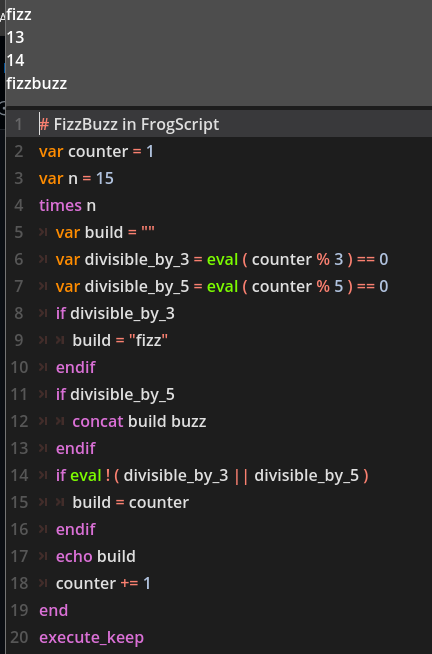 fizz
13
14
fizzbuzz
1 # FizzBuzz in FrogScript
2 var counter = 1
3 var n = 15
4 times n
5 var build = ""
6 var divisible_by_3 = eval ( counter % 3 ) == 0
7 var divisible_by_5 = eval ( counter % 5 ) == 0
8 if divisible_by_3
9 build = "fizz"
10 endif
11 if divisible_by_5
12 concat build buzz
13 endif
14 if eval ! ( divisible_by_3 || divisible_by_5 )
15 build = counter
16 endif
17 echo build
18 counter += 1
19 end
20 execute_keep